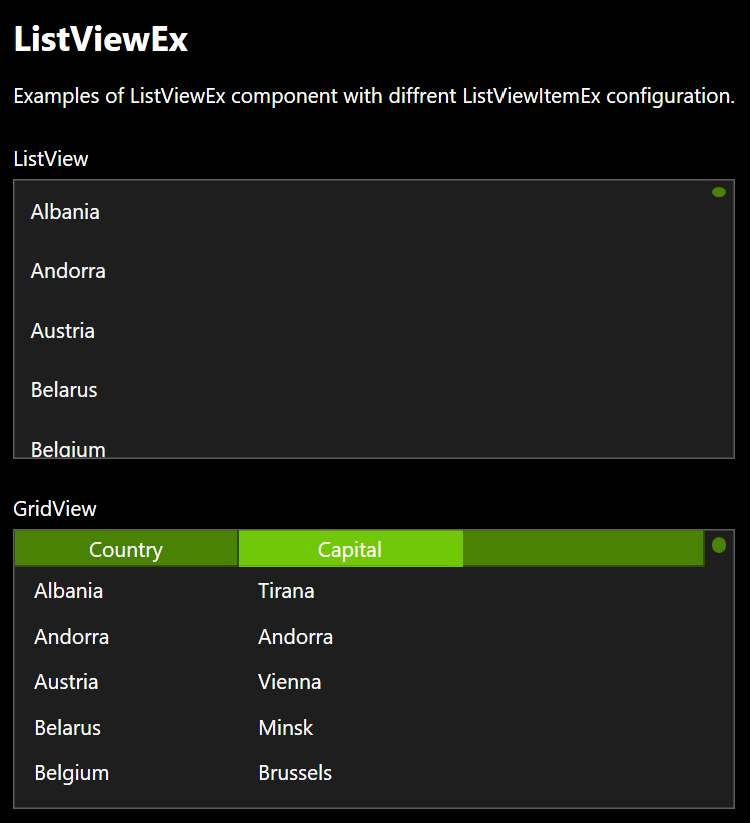 ListViewEx
Examples of ListViewEx component with diffrent ListViewItemEx configuration.
ListView
Albania
Andorra
Austria
Belarus
Belgium
GridView
Country Capital
Albania Tirana
Andorra Andorra
Austria Vienna
Belarus Minsk
Belgium Brussels